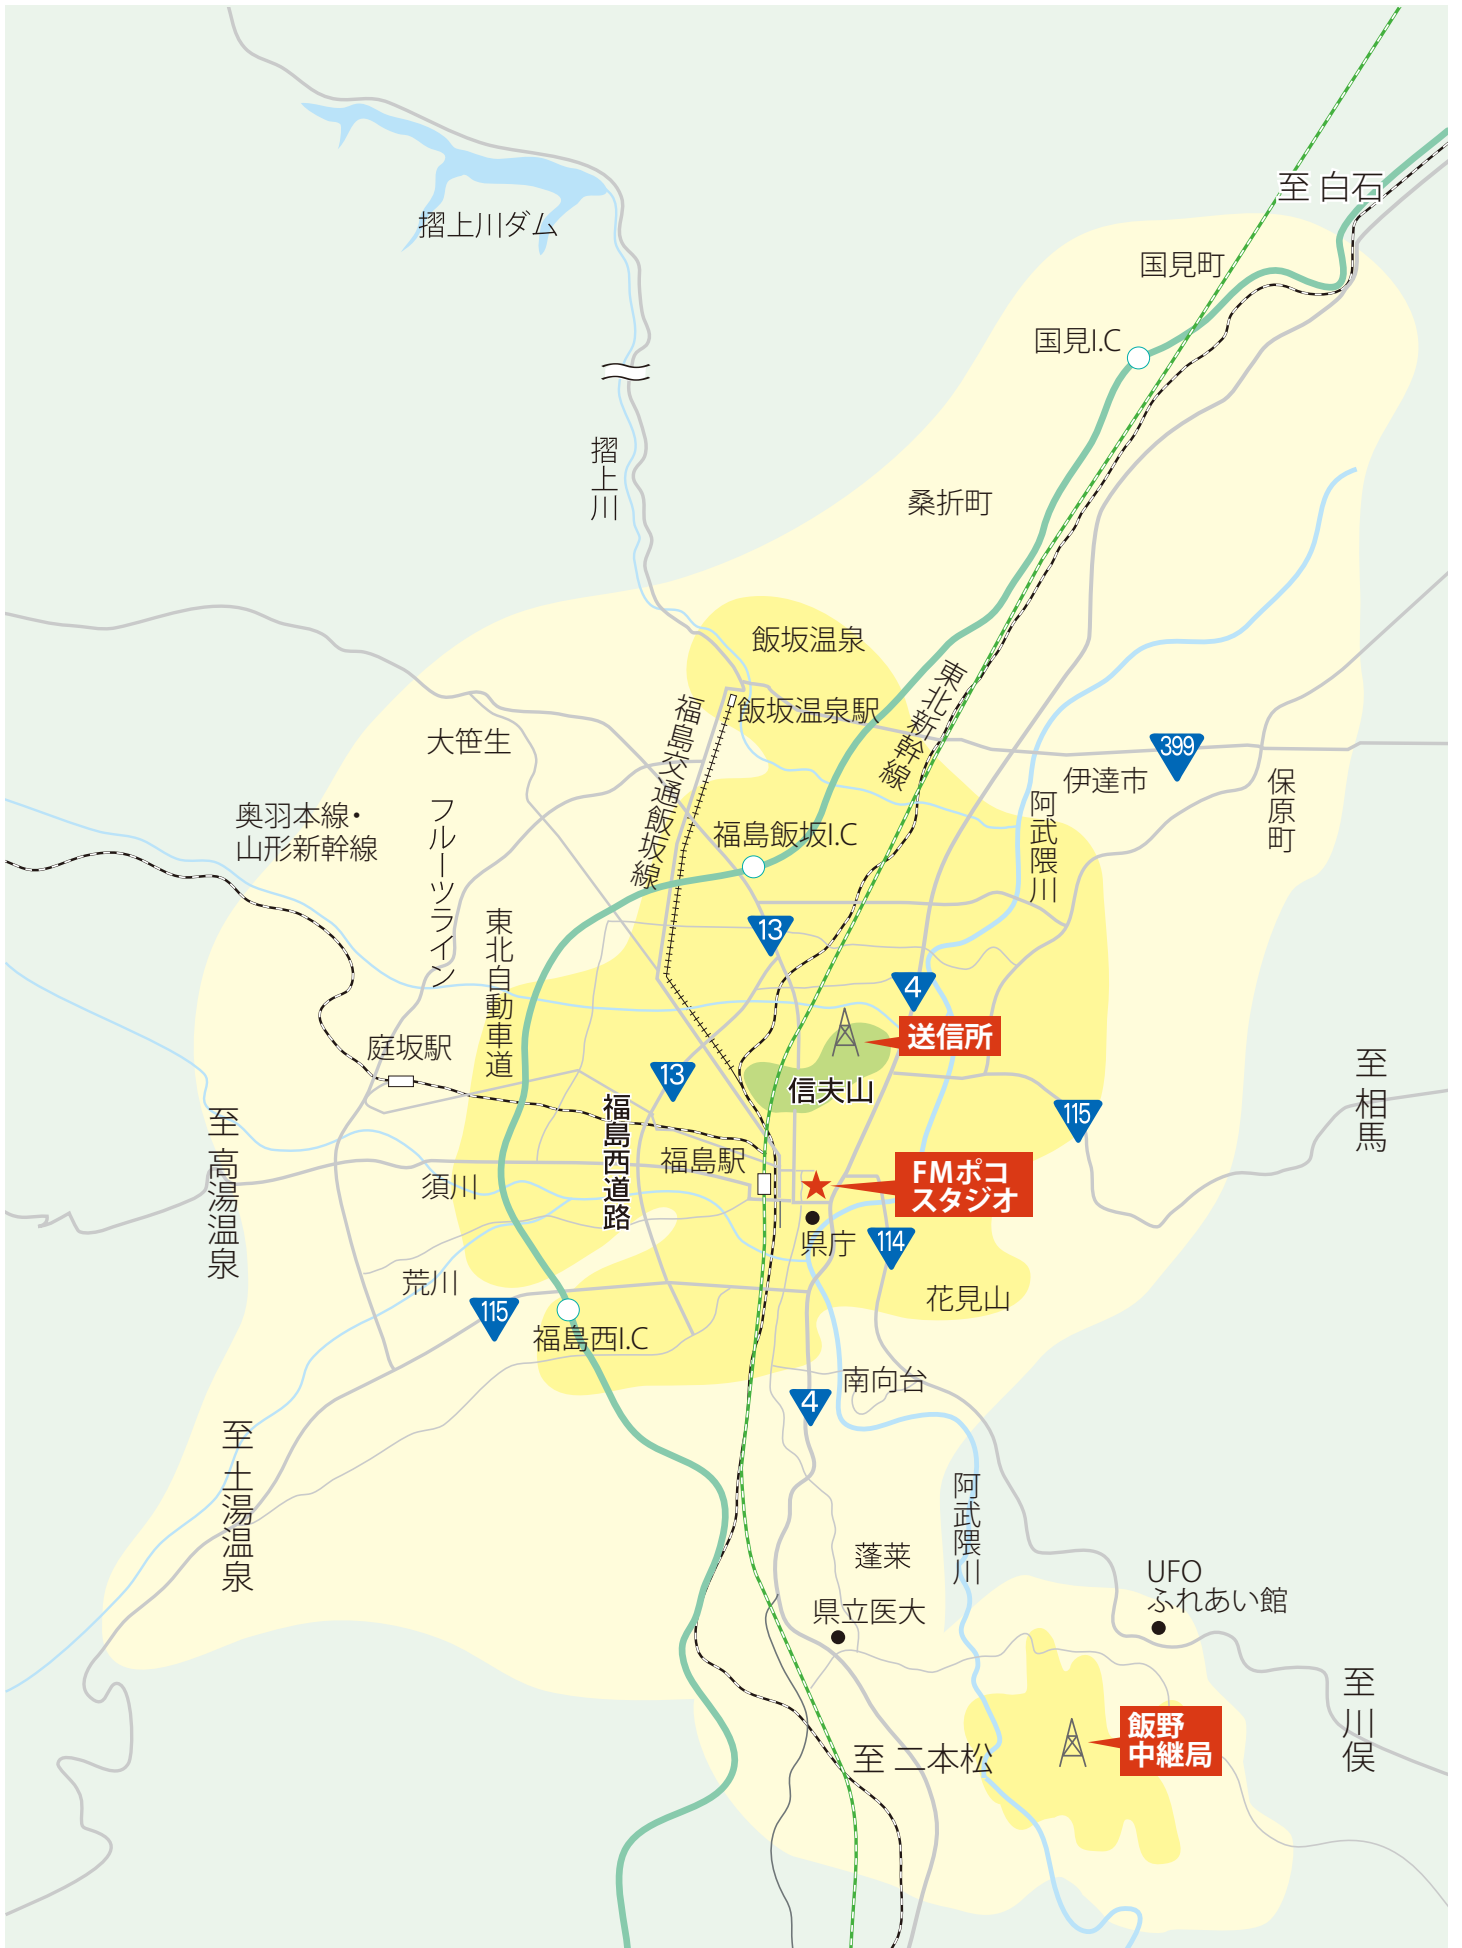 至 白石
摺上川ダム
国見町
国見I.C
摺上川
桑折町
飯坂温泉
東北新幹線
飯坂温泉駅
福島交通飯坂線
大笹生
399
伊達市
保原町
阿武隈川
奥羽本線・
山形新幹線
フルーツライン
福島飯坂I.C
東北自動車道
13
4
送信所
庭坂駅
13
信夫山
115
至 相馬
至 高湯温泉
福島西道路
福島駅
須川
FMポコ
スタジオ
県庁
114
荒川
花見山
115
福島西I.C
南向台
4
至 土湯温泉
阿武隈川
蓬莱
UFO
ふれあい館
県立医大
至 川俣
飯野
中継局
至 二本松